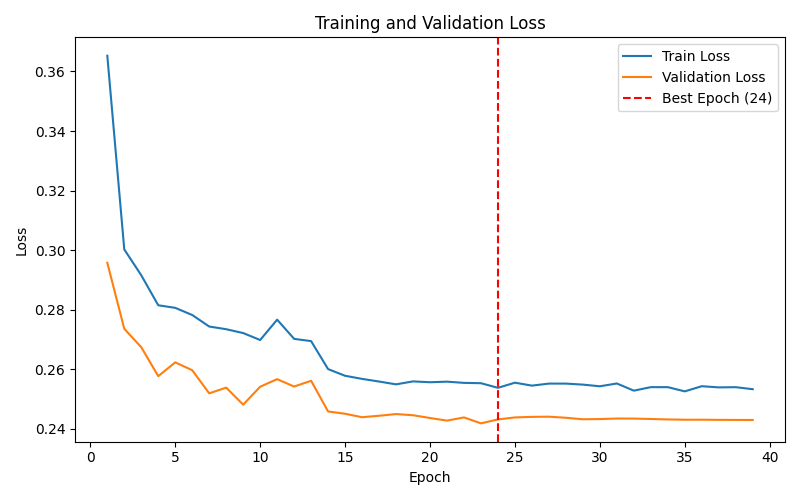 Training and Validation Loss
Train Loss
Validation Loss
Best Epoch (24)
0.36
0.34
0.32
0.30
0.28
0.26
0.24
Loss
0 5 10 15 20 25 30 35 40
Epoch